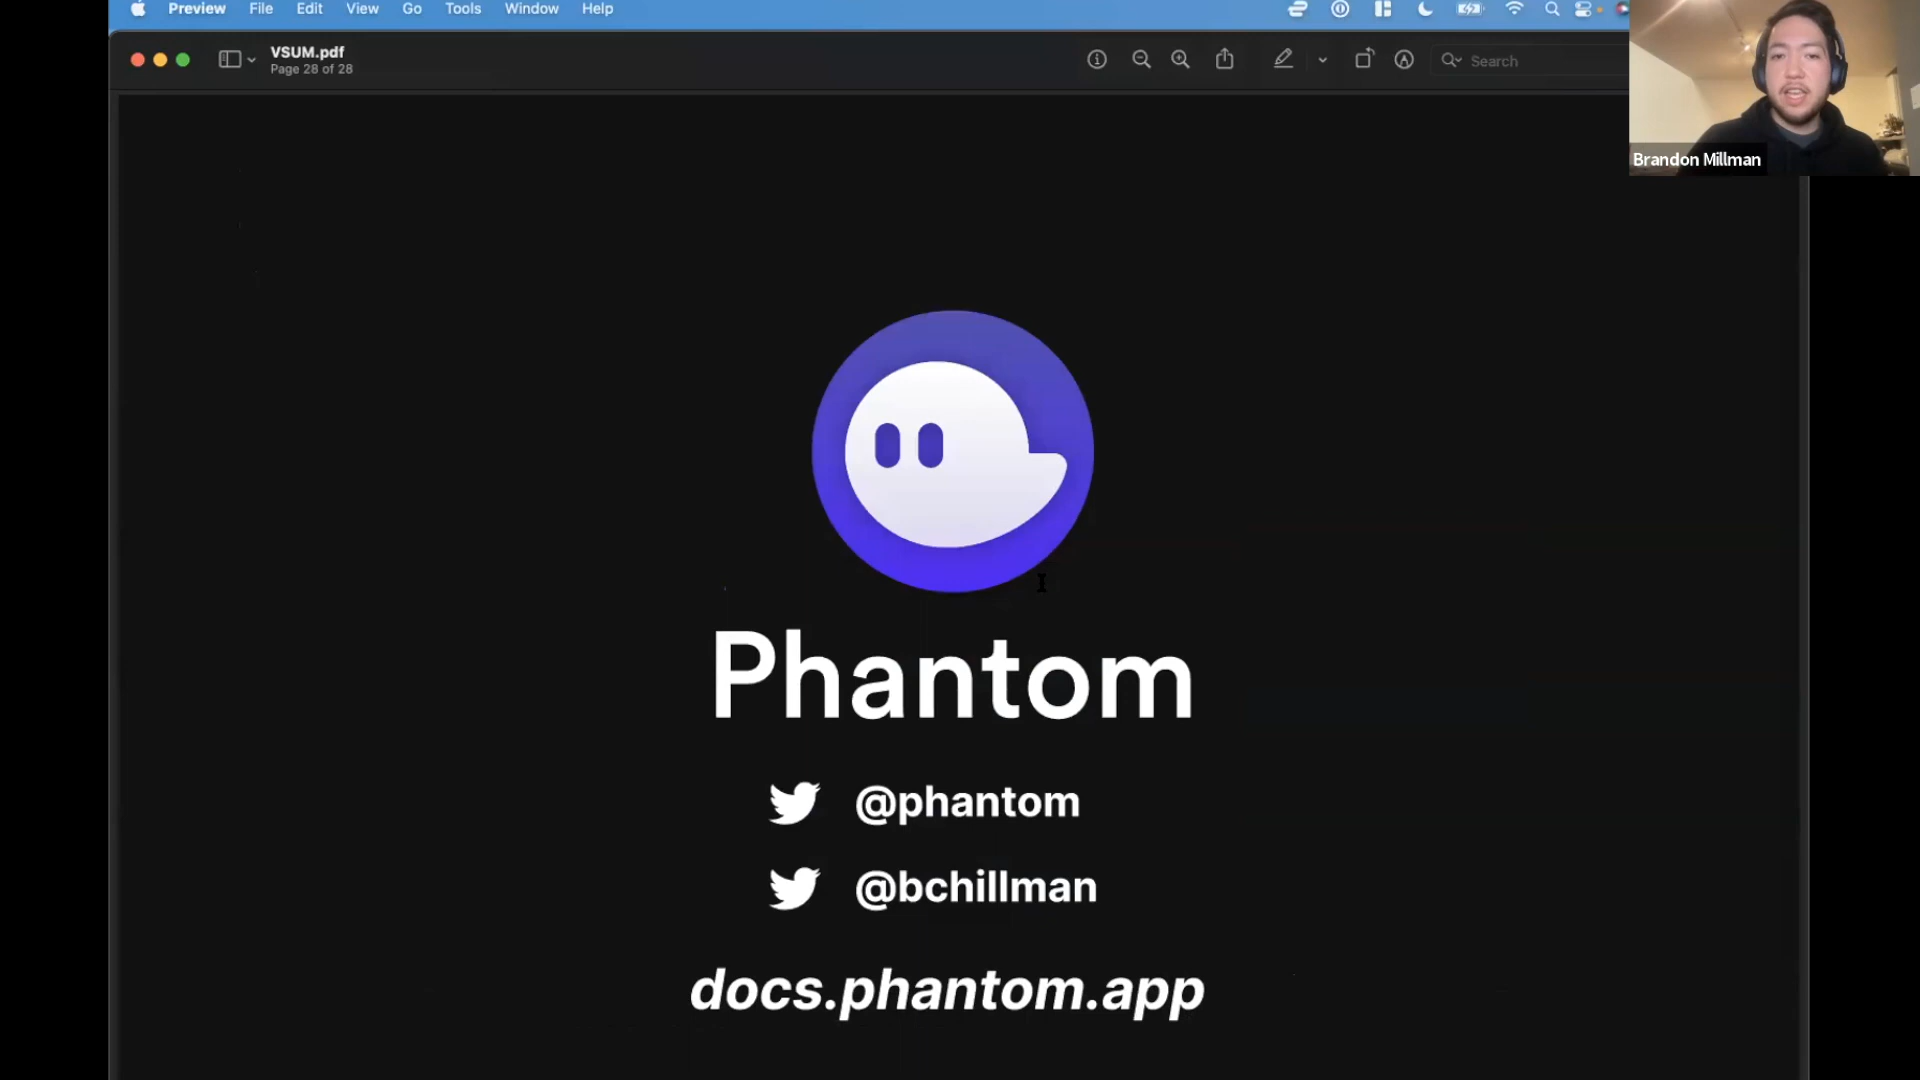 Preview File Edit View Go Tools Window Help
VSUM.pdf
Page 28 of 28
Search
Brandon Millman
Phantom
@phantom
@bchillman
docs.phantom.app